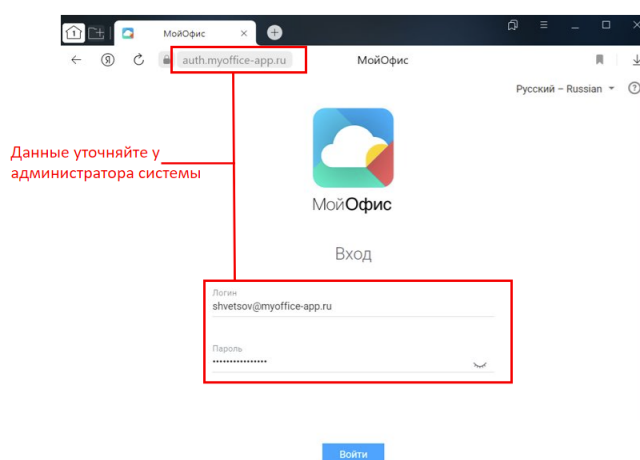 1
МойОфис
Я
auth.myoffice-app.ru
МойОфис
Русский – Russian
?
Данные уточняйте у
администратора системы
МойОфис
Вход
Логин
shvetsov@myoffice-app.ru
Пароль
•••••••••••••••
Войти